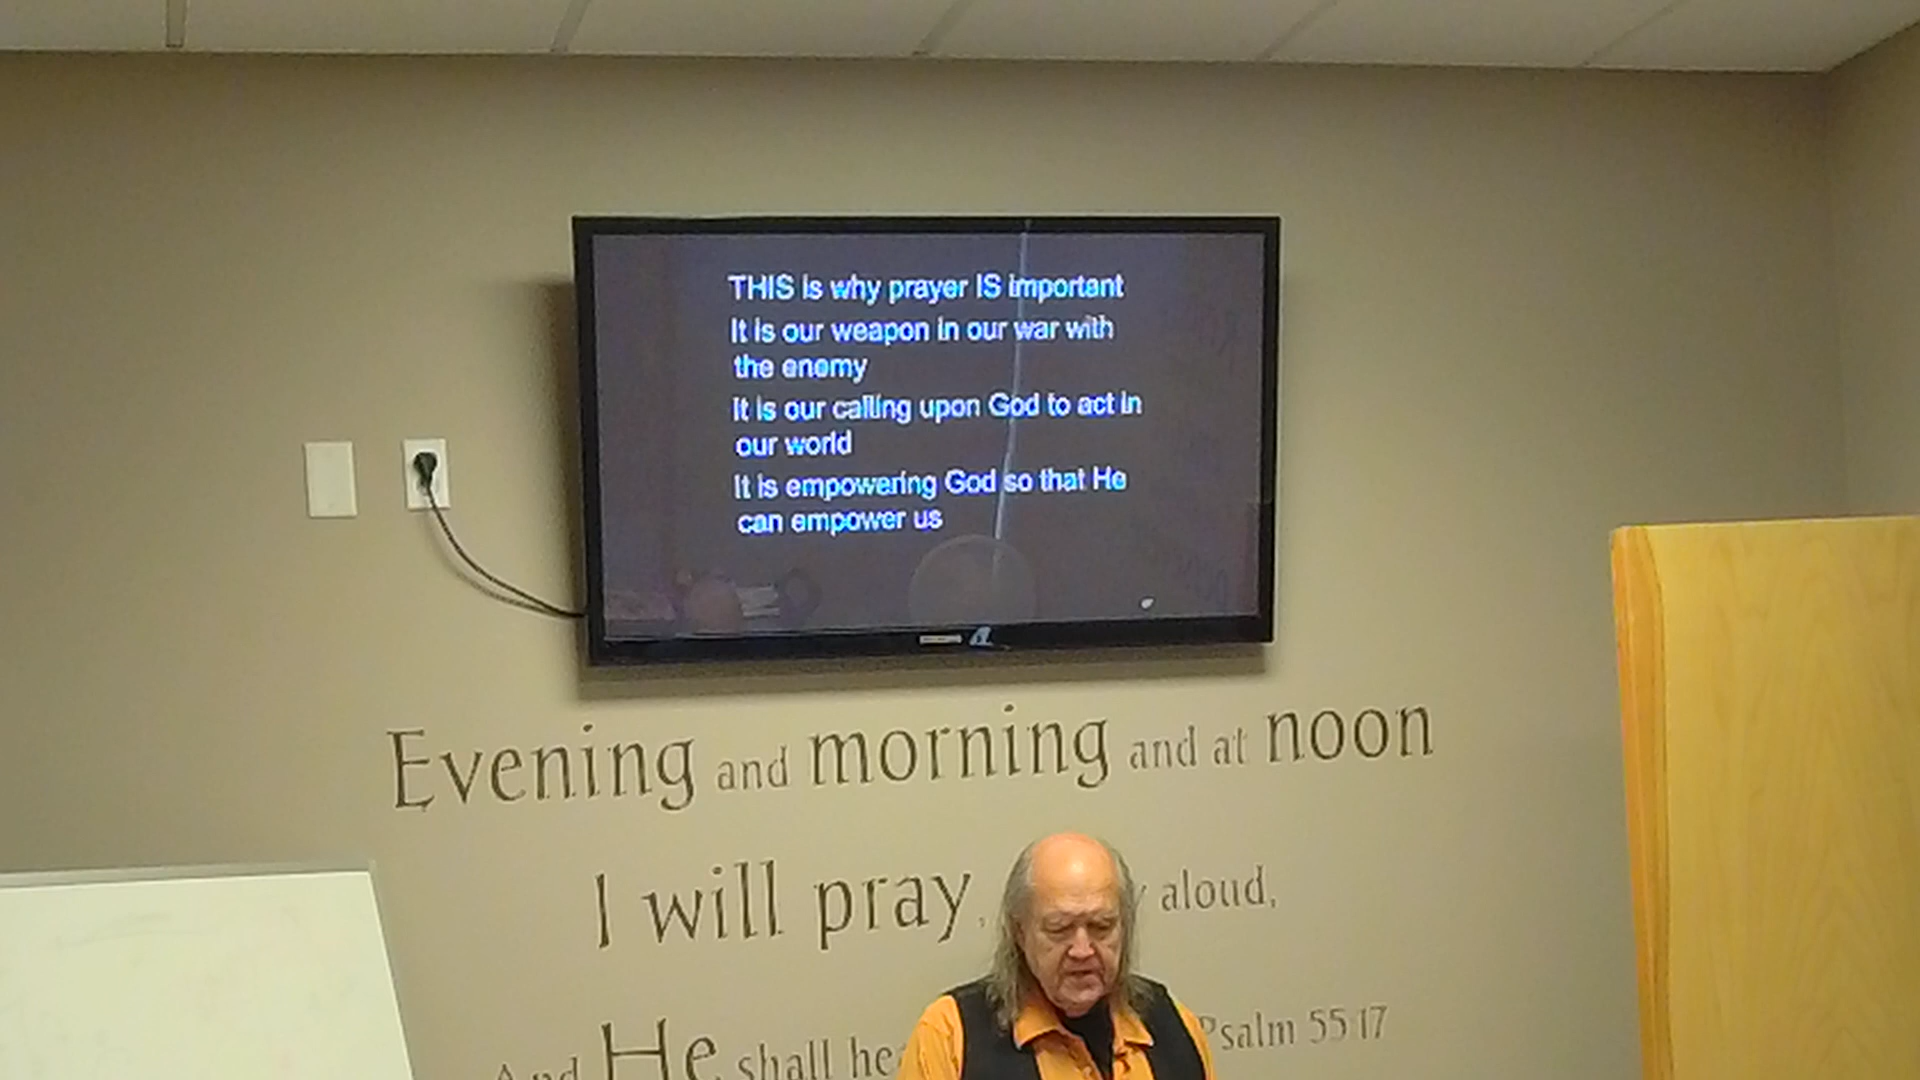 THIS is why prayer IS important
It is our weapon in our war with
the enemy
It is our calling upon God to act in
our world
It is empowering God so that He
can empower us
Evening and morning and at noon
I will pray, aloud,
And He shall Psalm 55 17